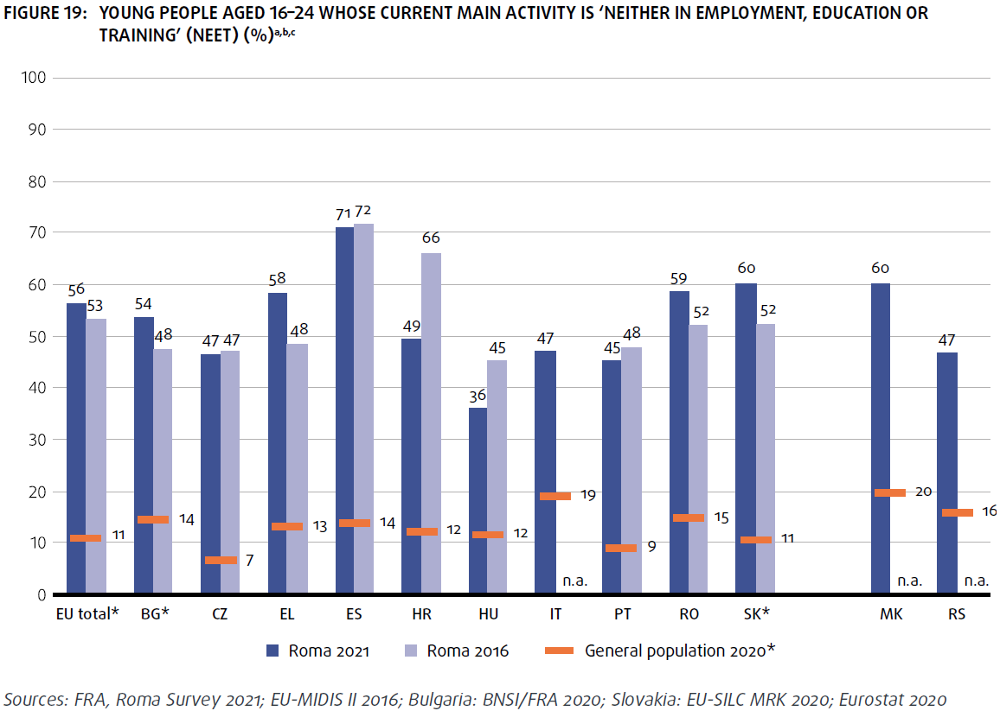 FIGURE 19: YOUNG PEOPLE AGED 16–24 WHOSE CURRENT MAIN ACTIVITY IS ‘NEITHER IN EMPLOYMENT, EDUCATION OR
TRAINING’ (NEET) (%)a,b,c
100
90
80
70
60
50
40
30
20
10
0
56 53 11
54 48 14
47 47 7
58 48 13
71 72 14
49 66 12
36 45 12
47 19 n.a.
45 48 9
59 52 15
60 52 11
60 20 n.a.
47 16 n.a.
EU total* BG* CZ EL ES HR HU IT PT RO SK* MK RS
Roma 2021 Roma 2016 General population 2020*
Sources: FRA, Roma Survey 2021; EU-MIDIS II 2016; Bulgaria: BNSI/FRA 2020; Slovakia: EU-SILC MRK 2020; Eurostat 2020